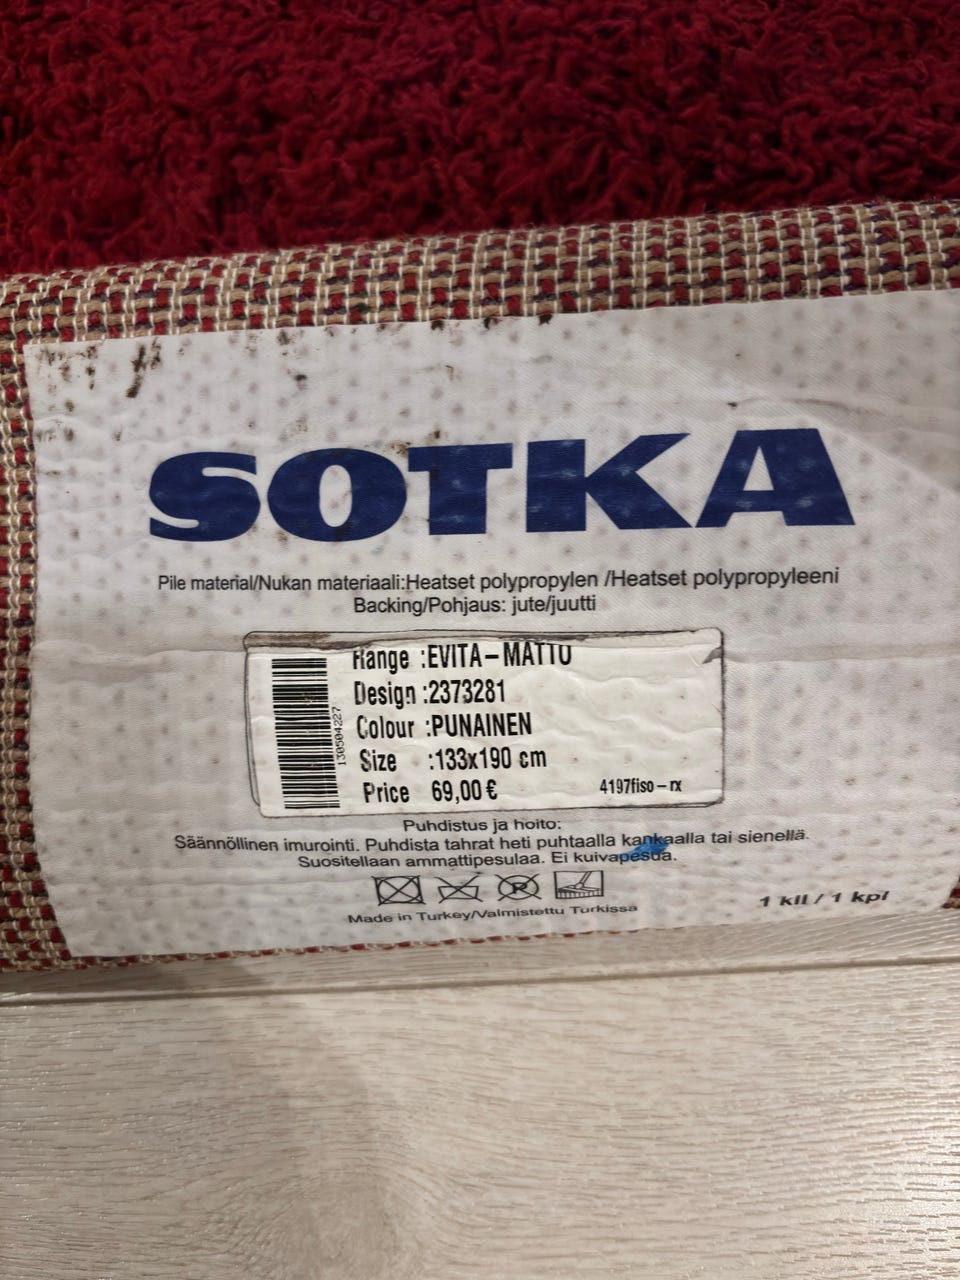 SOTKA
Pile material/Nukan materiaali:Heatset polypropylen /Heatset polypropyleeni
Backing/Pohjaus: jute/juutti
Range :EVITA-MATTO
Design :2373281
Colour :PUNAINEN
Size :133x190 cm
Price 69,00€
4197fiso-rx
130504227
Puhdistus ja hoito:
Säännöllinen imurointi. Puhdista tahrat heti puhtaalla kankaalla tai sienellä.
Suositellaan ammattipesulaa. Ei kuivapesua.
P
Made in Turkey/Valmistettu Turkissa
1 kll / 1 kpl